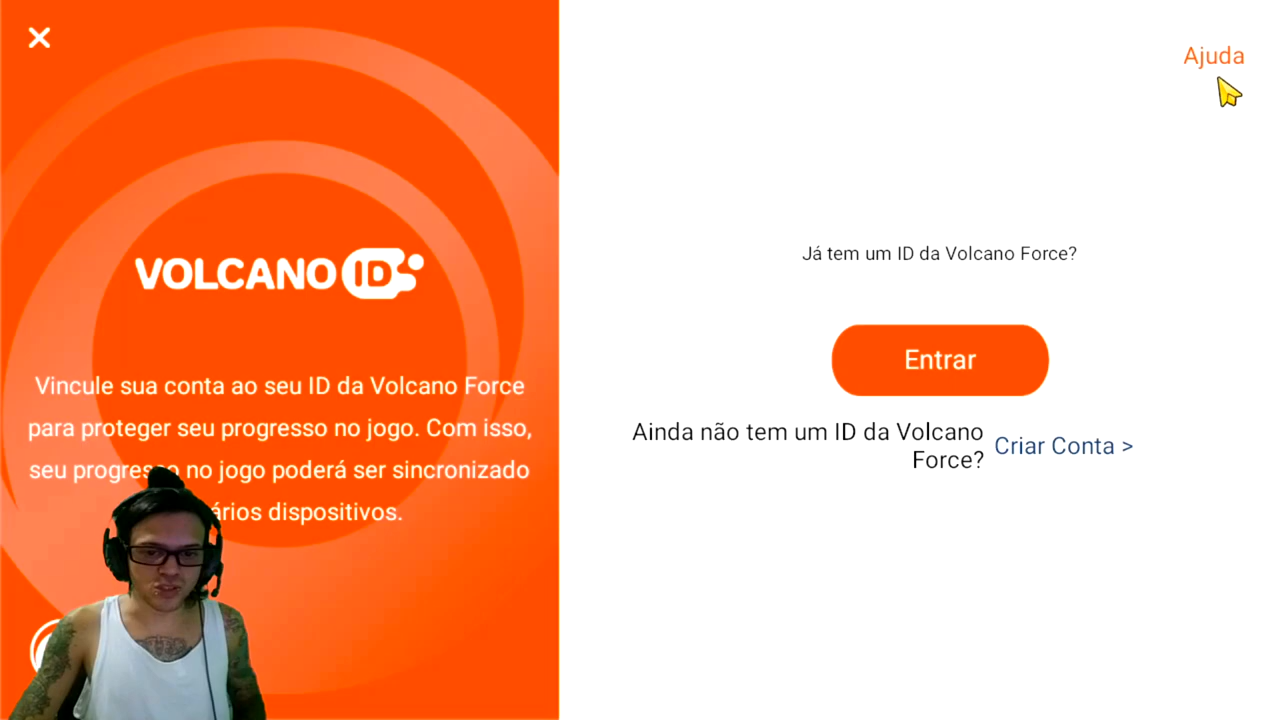 VOLCANO ID
Vincule sua conta ao seu ID da Volcano Force
para proteger seu progresso no jogo. Com isso,
seu progresso no jogo poderá ser sincronizado
dispositivos.
Ajuda
Já tem um ID da Volcano Force?
Entrar
Ainda não tem um ID da Volcano
Force?
Criar Conta >